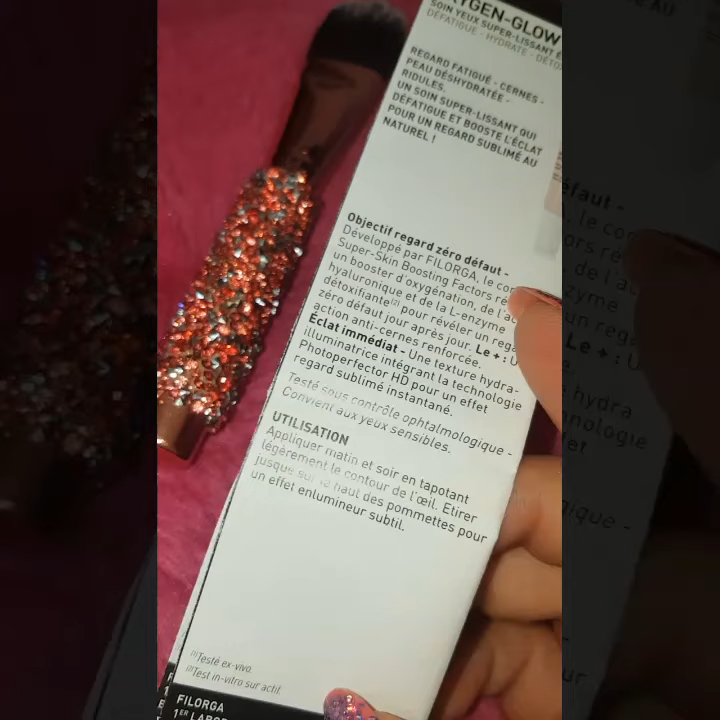 YGEN-GLOW
SOIN YEUX SUPER-LISSANT É
DÉFATIGUE - HYDRATE - DÉTO
REGARD FATIGUÉ - CERNES -
PEAU DÉSHYDRATÉE -
RIDULES.
UN SOIN SUPER-LISSANT QUI
DÉFATIGUE ET BOOSTE L'ÉCLAT
POUR UN REGARD SUBLIMÉ AU
NATUREL !
Objectif regard zéro défaut -
Développé par FILORGA, le co
Super-Skin Boosting Factors ré
un booster d'oxygénation, de l'ac
hyaluronique et de la L-enzyme
détoxifiante(2) pour révéler un reg
zéro défaut jour après jour. Le + : U
action anti-cernes renforcée.
Éclat immédiat - Une texture hydra-
illuminatrice intégrant la technologie
Photoperfector HD pour un effet
regard sublimé instantané.
Testé sous contrôle ophtalmologique -
Convient aux yeux sensibles.
UTILISATION
Appliquer matin et soir en tapotant
légèrement le contour de l'œil. Etirer
jusque sur le haut des pommettes pour
un effet enlumineur subtil.
(1)Testé ex-vivo
(2)Test in-vitro sur actif
FILORGA
1ER LABO